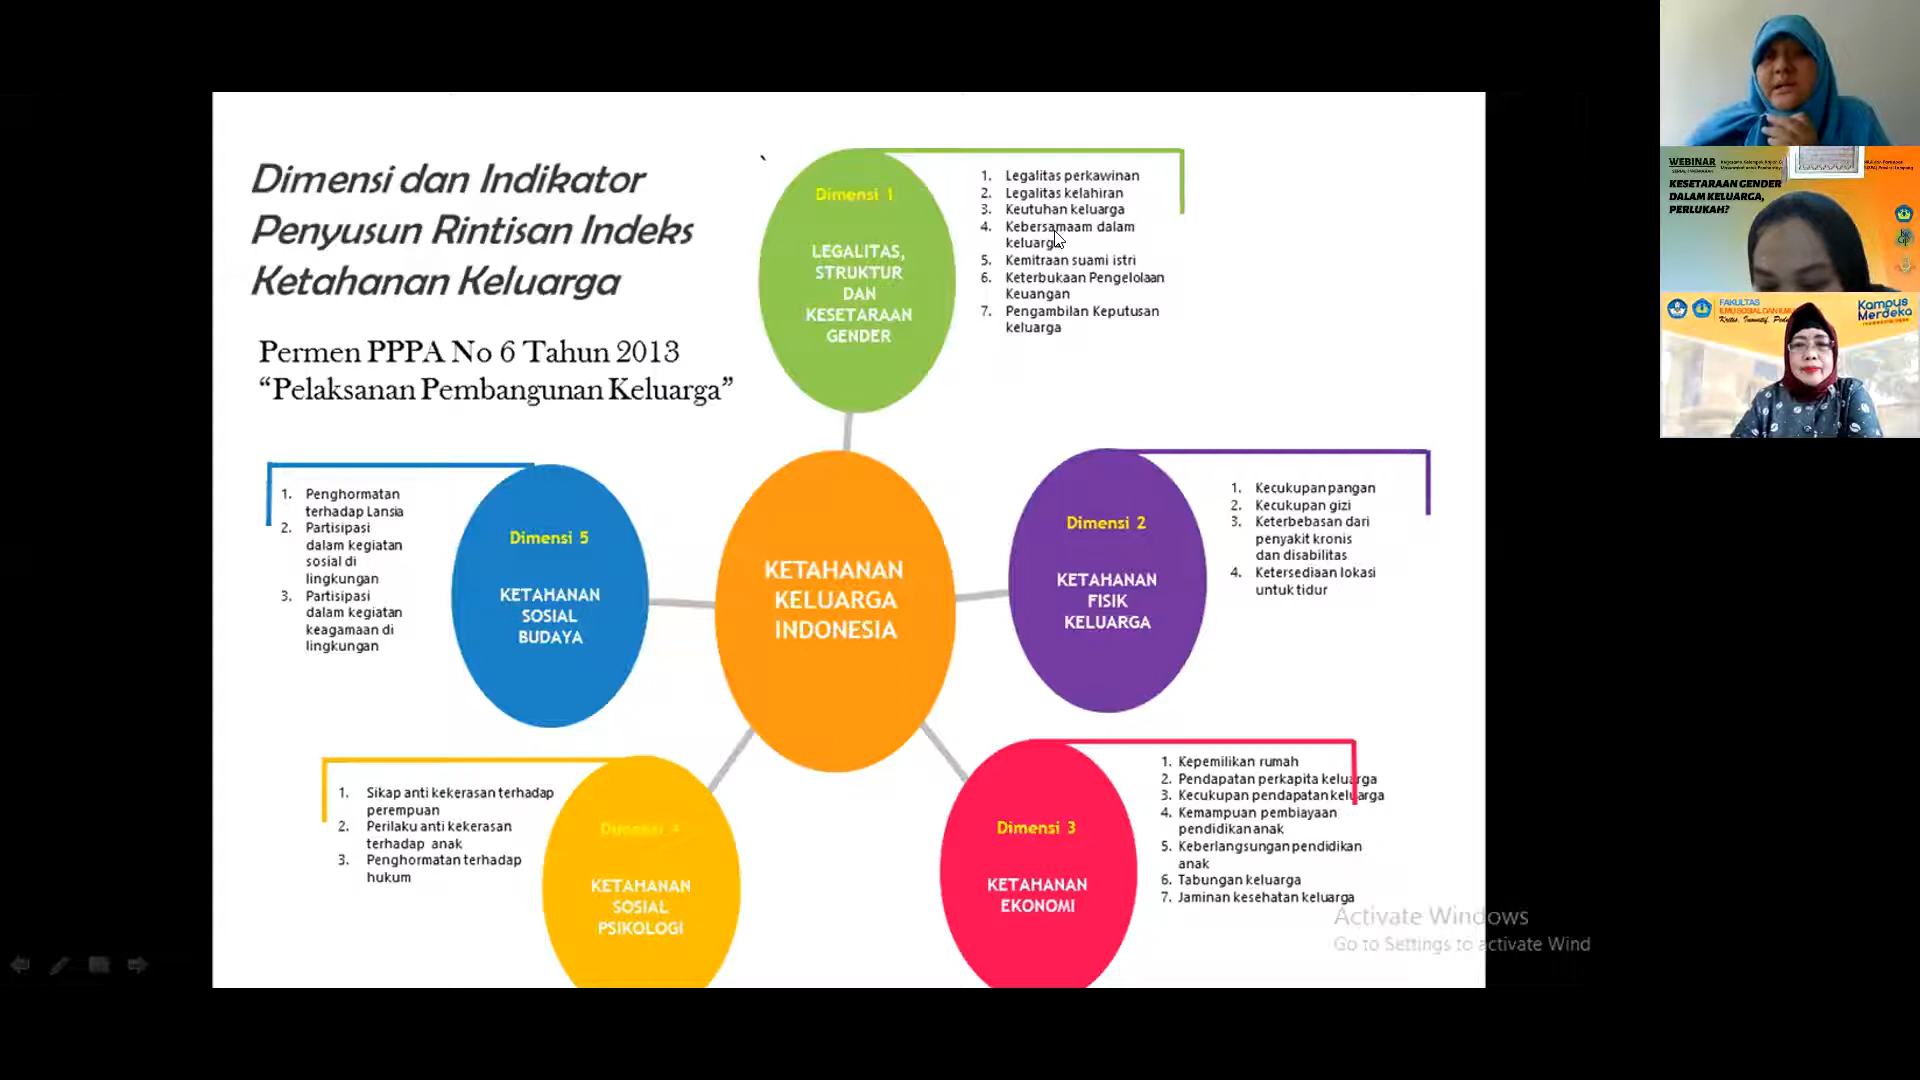 Dimensi dan Indikator
Penyusun Rintisan Indeks
Ketahanan Keluarga
Permen PPPA No 6 Tahun 2013
“Pelaksanan Pembangunan Keluarga”
Dimensi 1
LEGALITAS,
STRUKTUR
DAN
KESETARAAN
GENDER
1. Legalitas perkawinan
2. Legalitas kelahiran
3. Keutuhan keluarga
4. Kebersamaam dalam
keluarga
5. Kemitraan suami istri
6. Keterbukaan Pengelolaan
Keuangan
7. Pengambilan Keputusan
keluarga
KETAHANAN
KELUARGA
INDONESIA
Dimensi 2
KETAHANAN
FISIK
KELUARGA
1. Kecukupan pangan
2. Kecukupan gizi
3. Keterbebasan dari
penyakit kronis
dan disabilitas
4. Ketersediaan lokasi
untuk tidur
Dimensi 3
KETAHANAN
EKONOMI
1. Kepemilikan rumah
2. Pendapatan perkapita keluarga
3. Kecukupan pendapatan keluarga
4. Kemampuan pembiayaan
pendidikan anak
5. Keberlangsungan pendidikan
anak
6. Tabungan keluarga
7. Jaminan kesehatan keluarga
Dimensi 4
KETAHANAN
SOSIAL
PSIKOLOGI
1. Sikap anti kekerasan terhadap
perempuan
2. Perilaku anti kekerasan
terhadap anak
3. Penghormatan terhadap
hukum
Dimensi 5
KETAHANAN
SOSIAL
BUDAYA
1. Penghormatan
terhadap Lansia
2. Partisipasi
dalam kegiatan
sosial di
lingkungan
3. Partisipasi
dalam kegiatan
keagamaan di
lingkungan
Activate Windows
Go to Settings to activate Wind
WEBINAR
KESETARAAN GENDER
DALAM KELUARGA,
PERLUKAH?
FAKULTAS
ILMU SOSIAL DAN ILMU
Kampus
Merdeka